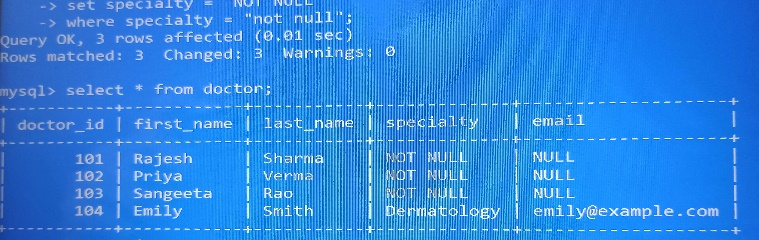 -> set specialty = "NOT NULL"
-> where specialty = "not null";
Query OK, 3 rows affected (0.01 sec)
Rows matched: 3 Changed: 3 Warnings: 0
mysql> select * from doctor;
+-----------+------------+-----------+-------------+-------------------+
| doctor_id | first_name | last_name | specialty | email |
+-----------+------------+-----------+-------------+-------------------+
| 101 | Rajesh | Sharma | NOT NULL | NULL |
| 102 | Priya | Verma | NOT NULL | NULL |
| 103 | Sangeeta | Rao | NOT NULL | NULL |
| 104 | Emily | Smith | Dermatology | emily@example.com |
+-----------+------------+-----------+-------------+-------------------+